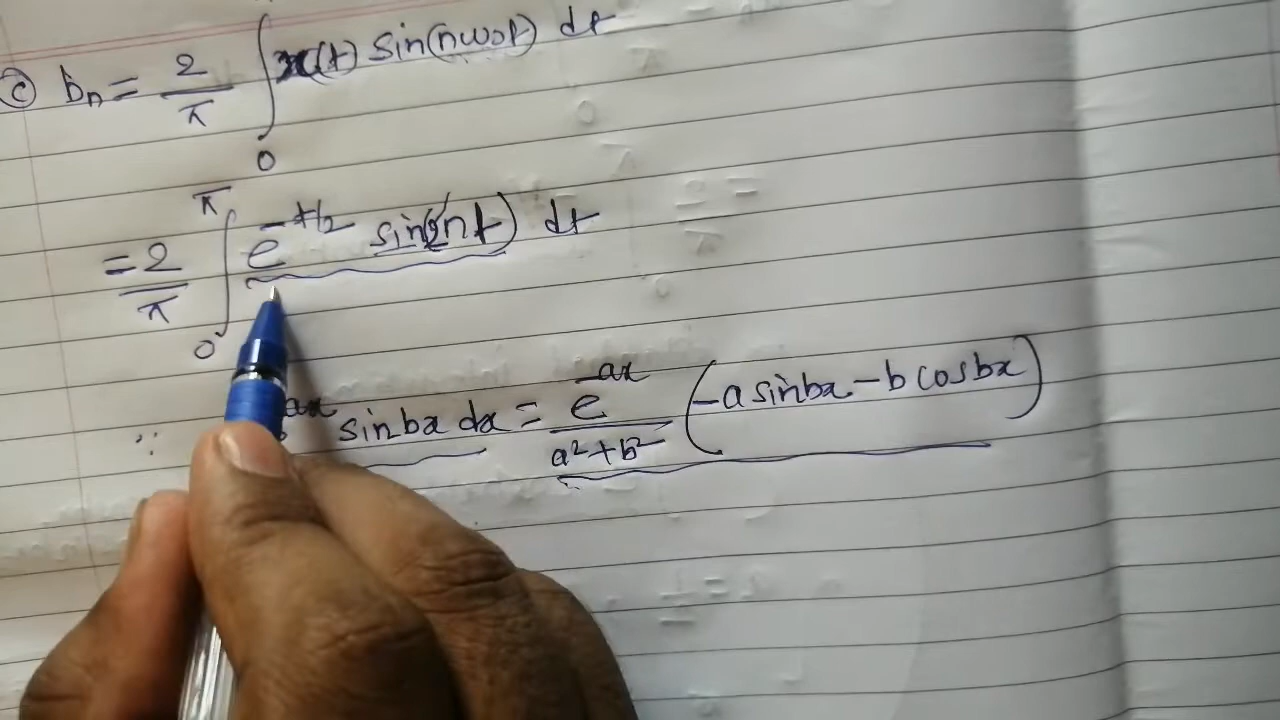 c bn = 2/π ∫0 x(t) sin(nω0t) dt
= 2/π ∫0^π e^-t/2 sin(2nt) dt
∵ ax sinbx dx = e^-ax/(a²+b²) (-a sinbx - b cosbx)